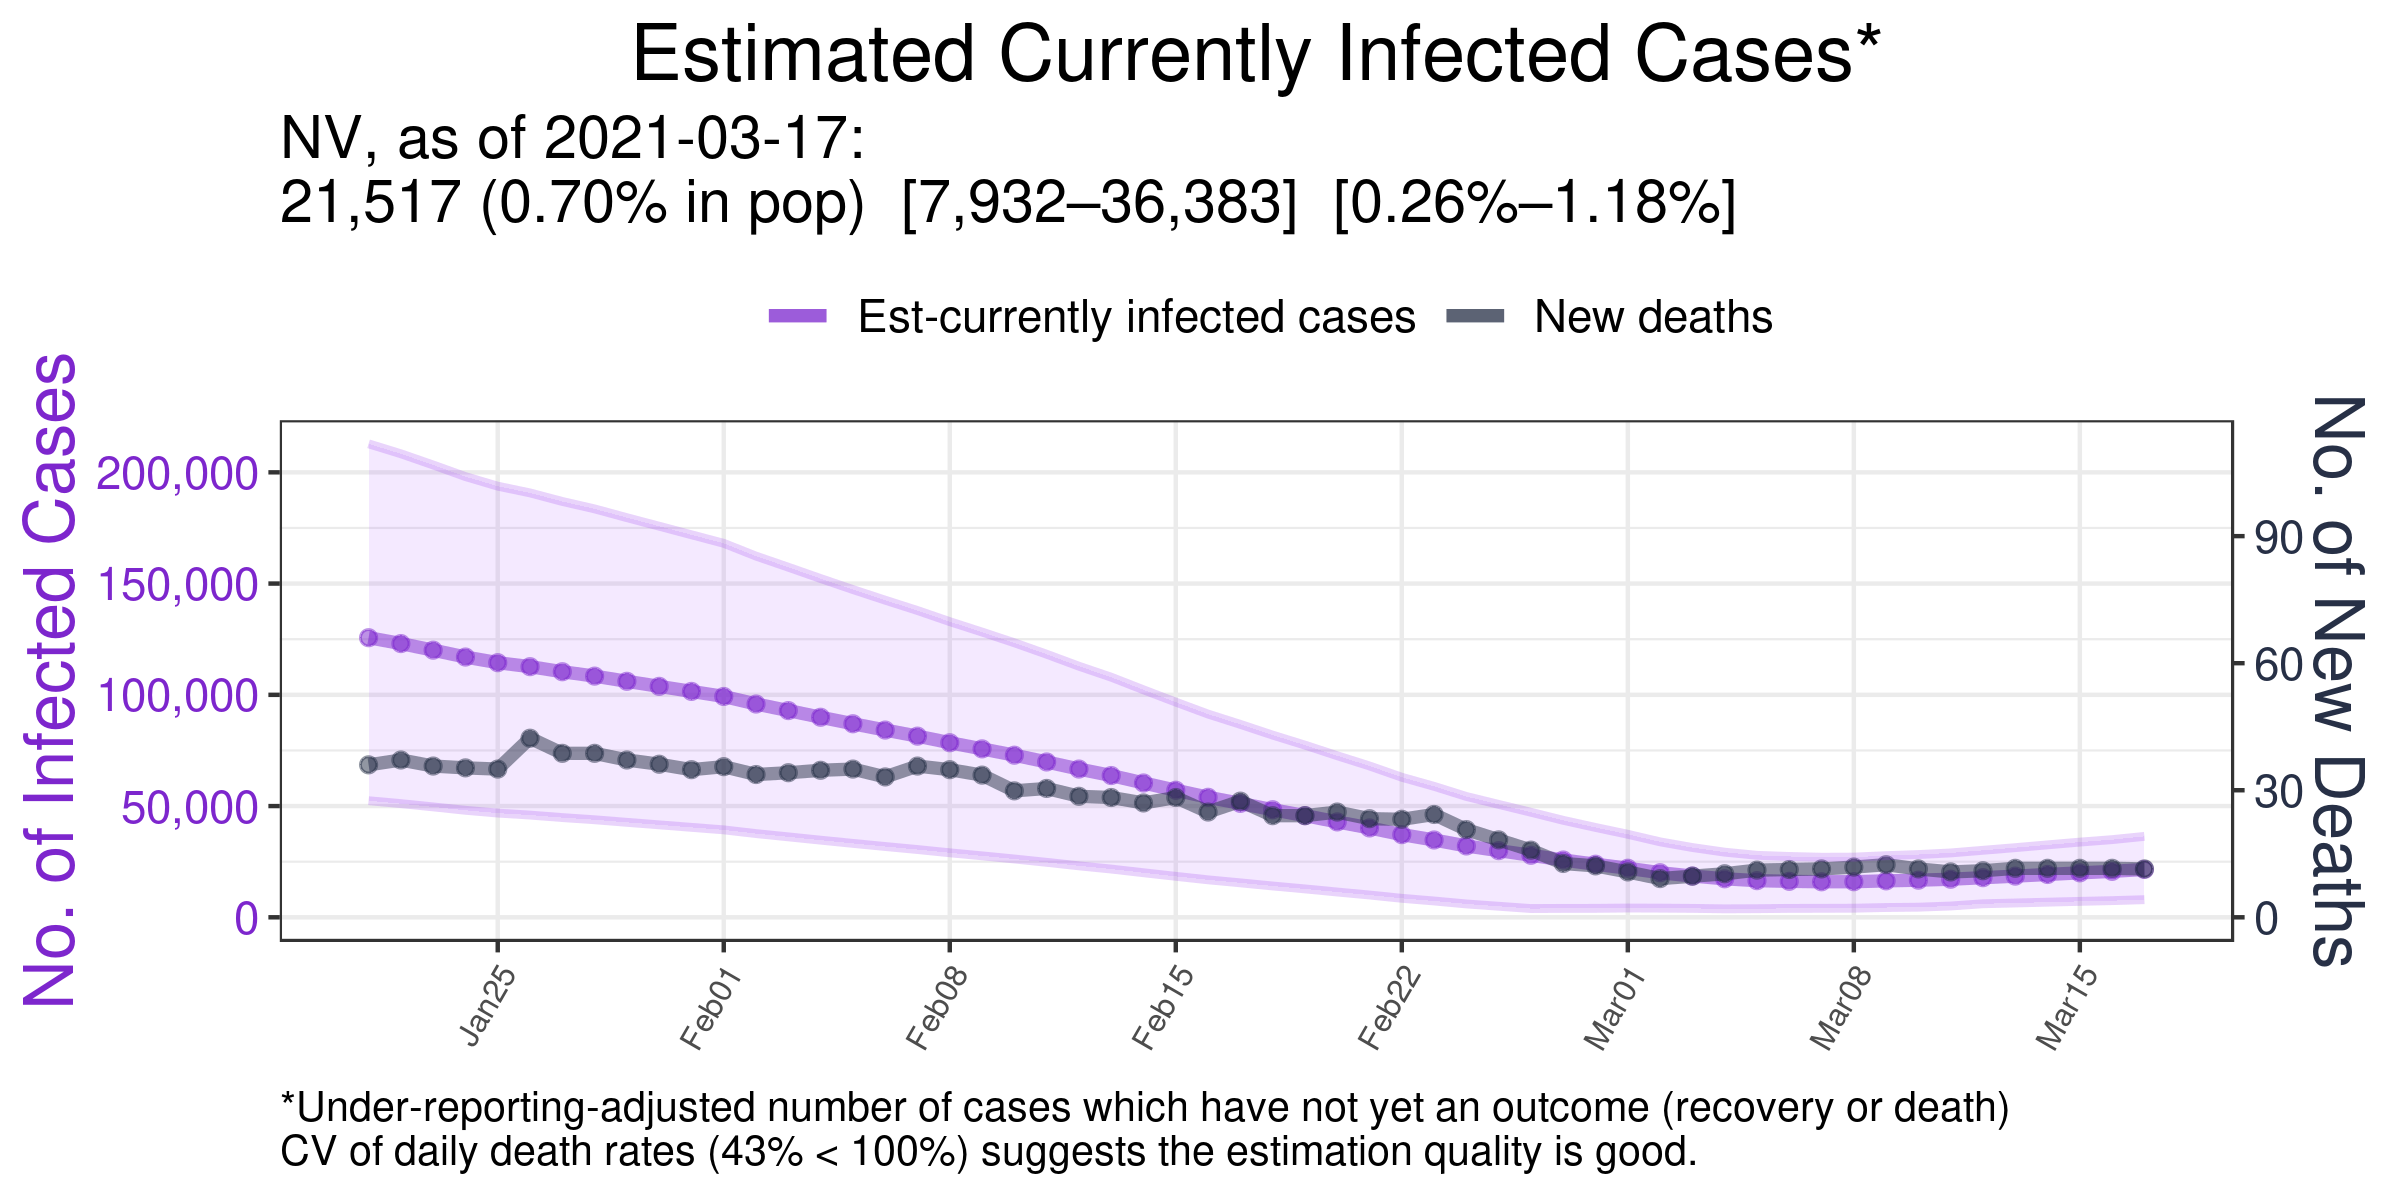 Estimated Currently Infected Cases*
NV, as of 2021-03-17:
21,517 (0.70% in pop)  [7,932–36,383]  [0.26%–1.18%]
Est-currently infected cases
New deaths
No. of Infected Cases
200,000
150,000
100,000
50,000
0
90
60
30
0
No. of New Deaths
Jan25
Feb01
Feb08
Feb15
Feb22
Mar01
Mar08
Mar15
*Under-reporting-adjusted number of cases which have not yet an outcome (recovery or death)
CV of daily death rates (43% < 100%) suggests the estimation quality is good.